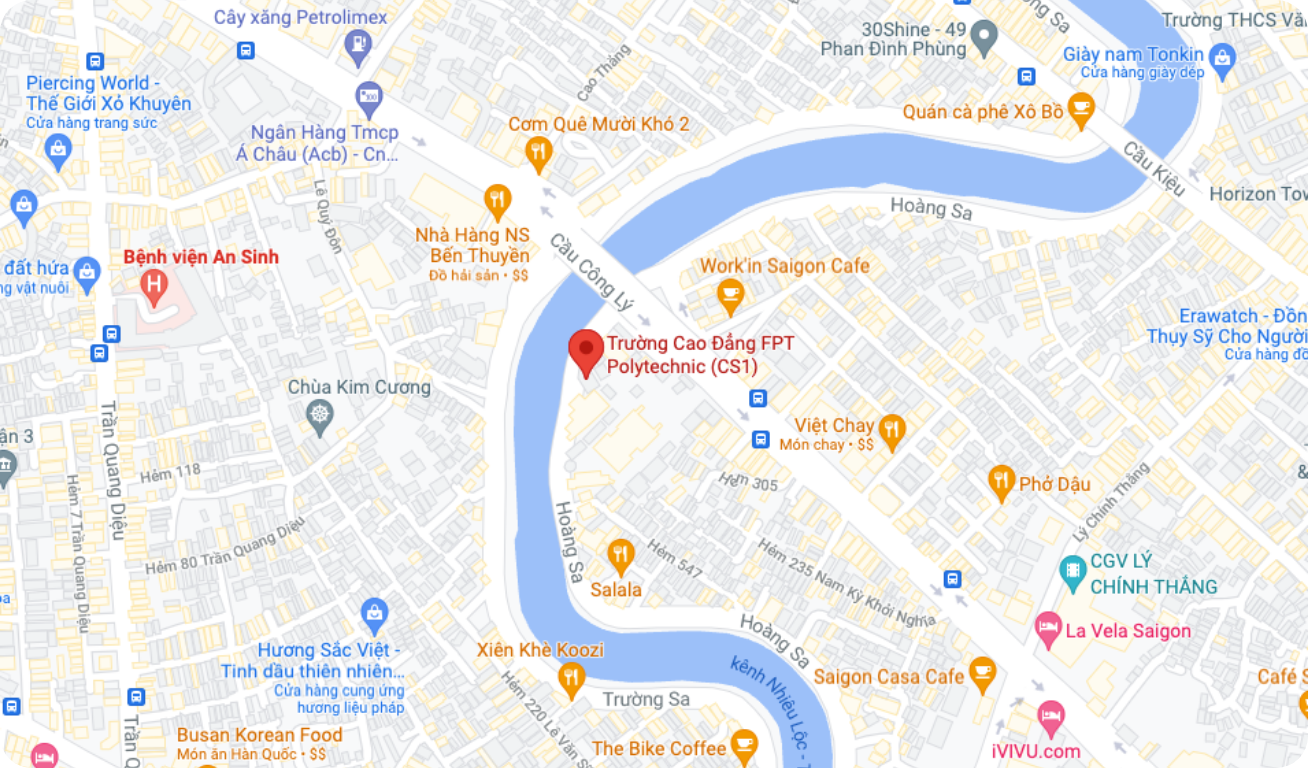 Cây xăng Petrolimex
Sa
Trường THCS Vă
30Shine - 49
Phan Đình Phùng
Giày nam Tonkin
Cửa hàng giày dép
Piercing World -
Thế Giới Xỏ Khuyên
Cửa hàng trang sức
Cao Thắng
Quán cà phê Xô Bồ
Ngân Hàng Tmcp
Á Châu (Acb) - Cn...
Cơm Quê Mười Khó 2
Cầu Kiệu
Lê Quý Đôn
Hoàng Sa
Horizon Tow
Nhà Hàng NS
Bến Thuyền
Đồ hải sản • $$
Cầu Công Lý
Bệnh viện An Sinh
đất hứa
ng vật nuôi
Work'in Saigon Cafe
Erawatch - Đồn
Thụy Sỹ Cho Người
Cửa hàng đồ
Trường Cao Đẳng FPT
Polytechnic (CS1)
Chùa Kim Cương
Trần Quang Diệu
Việt Chay
Món chay • $$
ận 3
Hẻm 118
Hẻm 7 Trần Quang Diệu
Hẻm 305
Phở Dậu
Lý Chính Thắng
Hẻm 80 Trần Quang Diệu
Hoàng Sa
Hẻm 547
Hẻm 235 Nam Kỳ Khởi Nghĩa
Salala
CGV LÝ
CHÍNH THẮNG
La Vela Saigon
Hoàng Sa
Hương Sắc Việt -
Tinh dầu thiên nhiên...
Cửa hàng cung ứng
hương liệu pháp
Xiên Khè Koozi
kênh Nhiêu Lộc -
Saigon Casa Cafe
Café S
Hẻm 220 Lê Văn S
Trường Sa
Trần Q
Busan Korean Food
Món ăn Hàn Quốc • $$
The Bike Coffee
iVIVU.com